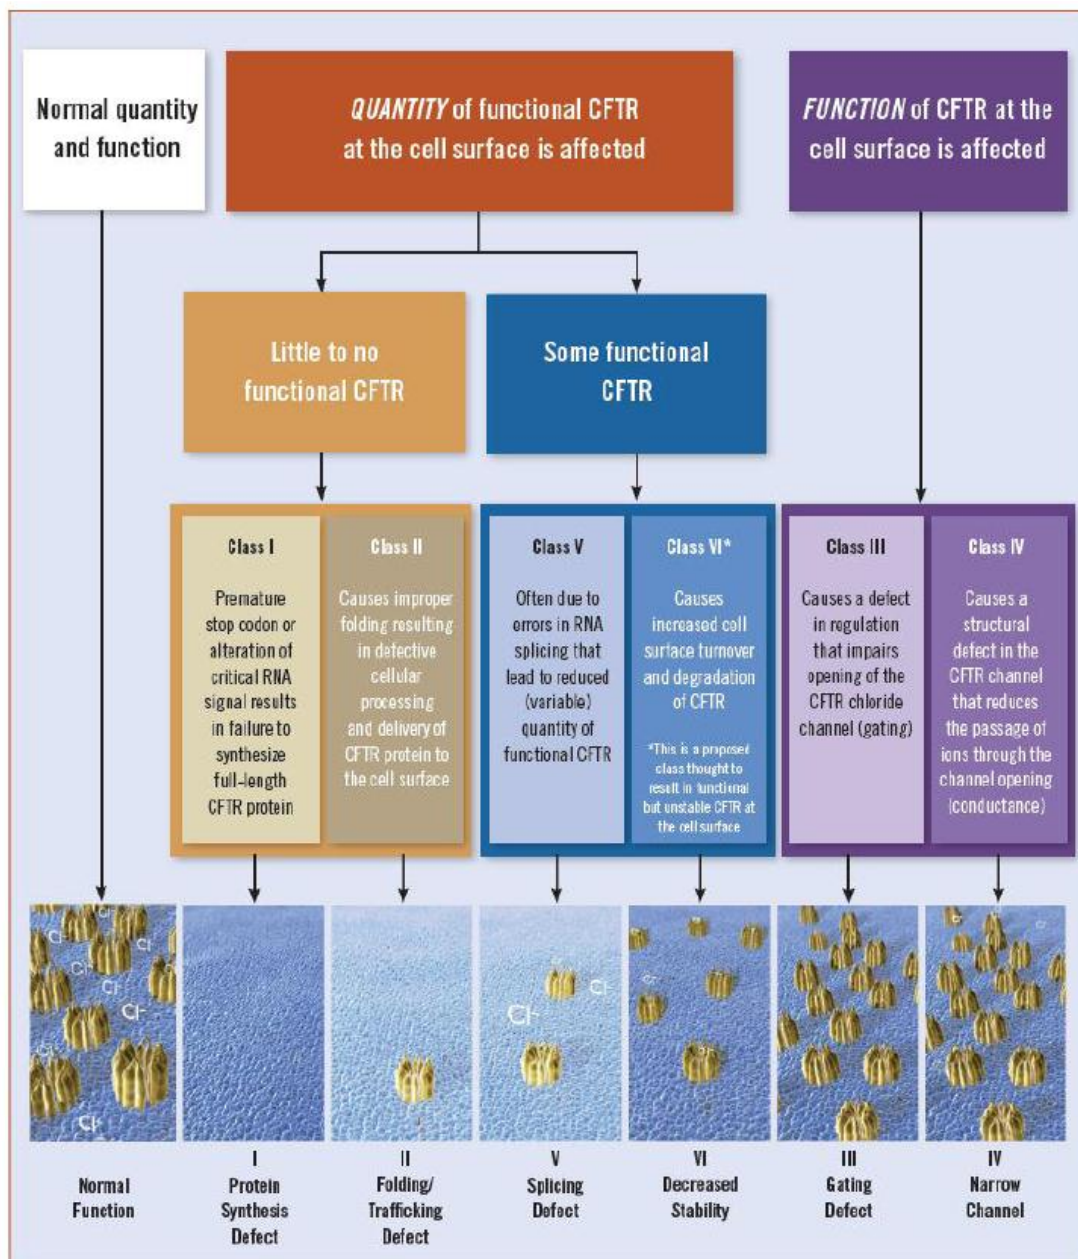 Normal quantity
and function
QUANTITY of functional CFTR
at the cell surface is affected
FUNCTION of CFTR at the
cell surface is affected
Little to no
functional CFTR
Some functional
CFTR
Class I
Premature
stop codon or
alteration of
critical RNA
signal results
in failure to
synthesize
full-length
CFTR protein
Class II
Causes improper
folding resulting
in defective
cellular
processing
and delivery of
CFTR protein to
the cell surface
Class V
Often due to
errors in RNA
splicing that
lead to reduced
(variable)
quantity of
functional CFTR
Class VI*
Causes
increased cell
surface turnover
and degradation
of CFTR
*This is a proposed
class thought to
result in functional
but unstable CFTR at
the cell surface
Class III
Causes a defect
in regulation
that impairs
opening of the
CFTR chloride
channel (gating)
Class IV
Causes a
structural
defect in the
CFTR channel
that reduces
the passage of
ions through the
channel opening
(conductance)
Cl-
Cl-
Cl-
Cl-
Cl-
Cl-
Cl-
Normal
Function
I
Protein
Synthesis
Defect
II
Folding/
Trafficking
Defect
V
Splicing
Defect
VI
Decreased
Stability
III
Gating
Defect
IV
Narrow
Channel